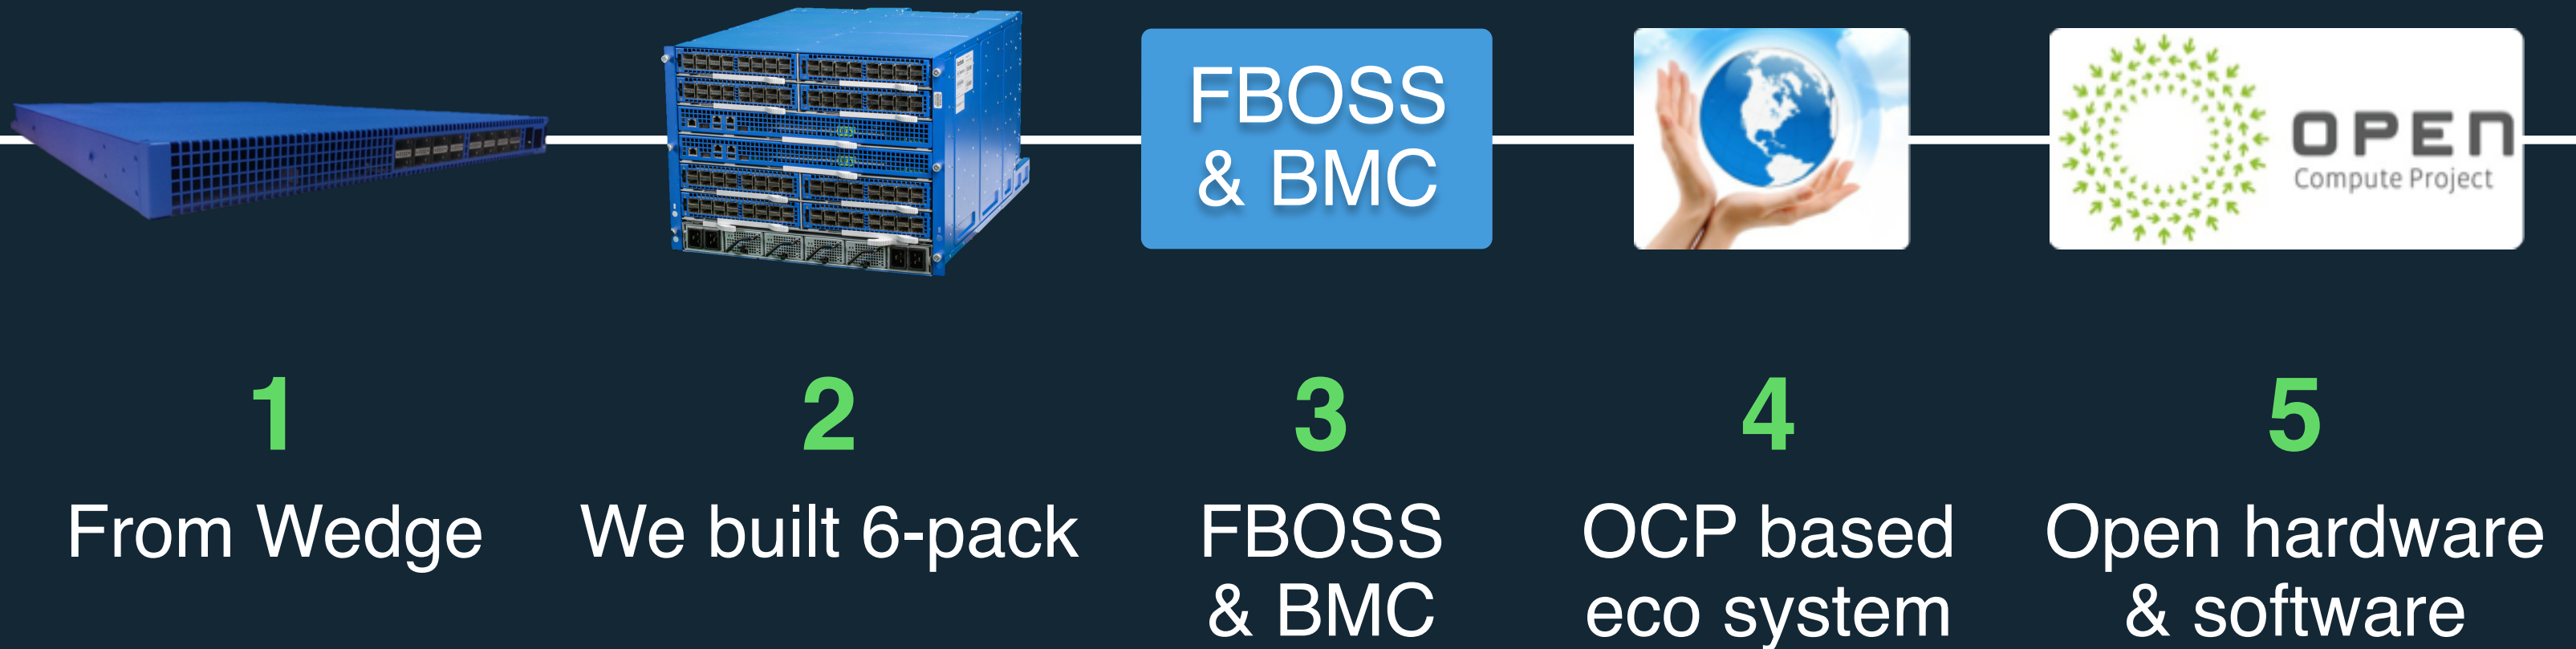 FBOSS
& BMC
OPEN
Compute Project
1
2
3
4
5
From Wedge
We built 6-pack
FBOSS
& BMC
OCP based
eco system
Open hardware
& software